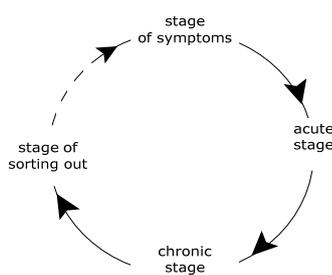 stage
of symptoms
acute
stage
chronic
stage
stage of
sorting out